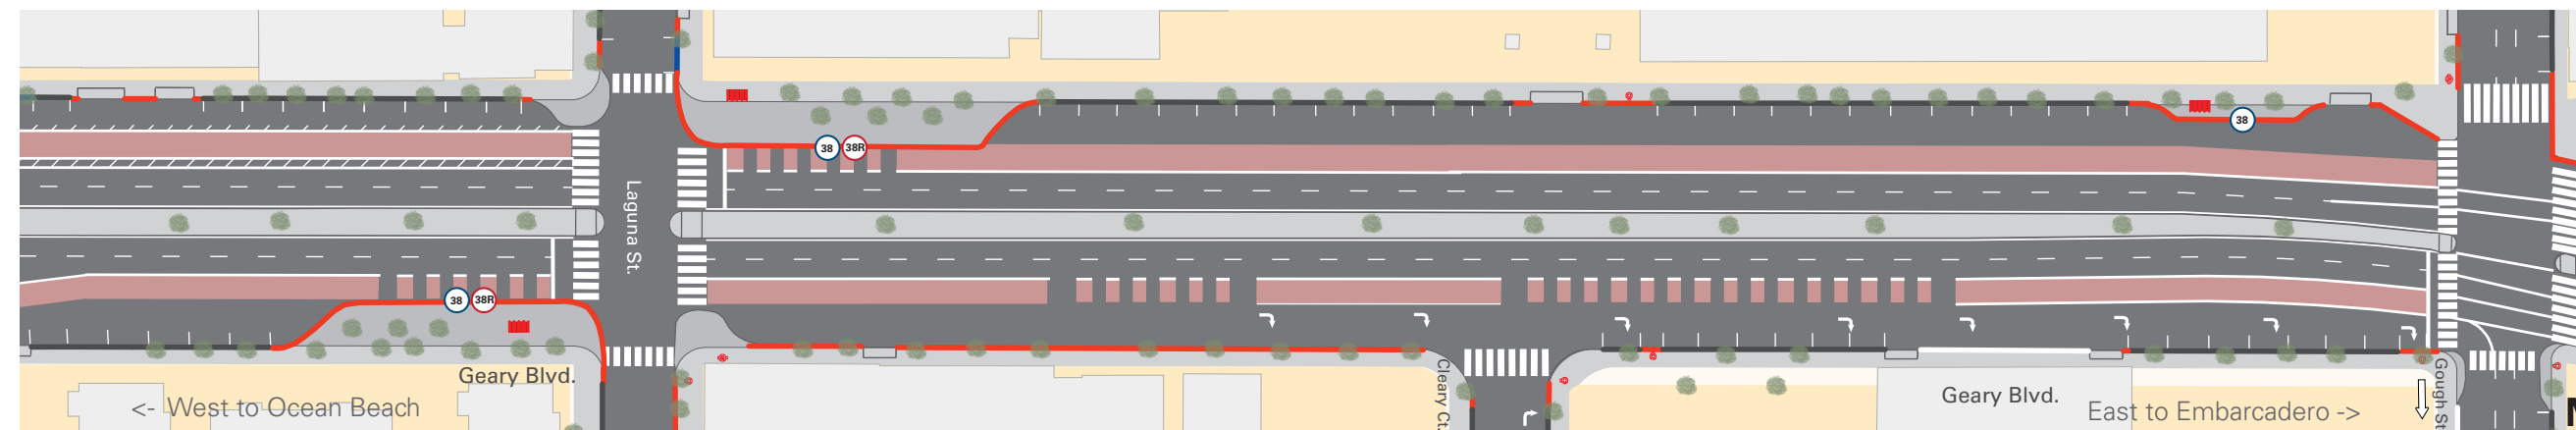 38 38R
38
Laguna St.
38 38R
Geary Blvd.
<- West to Ocean Beach
Cleary Ct.
Geary Blvd.
East to Embarcadero ->
Gough St